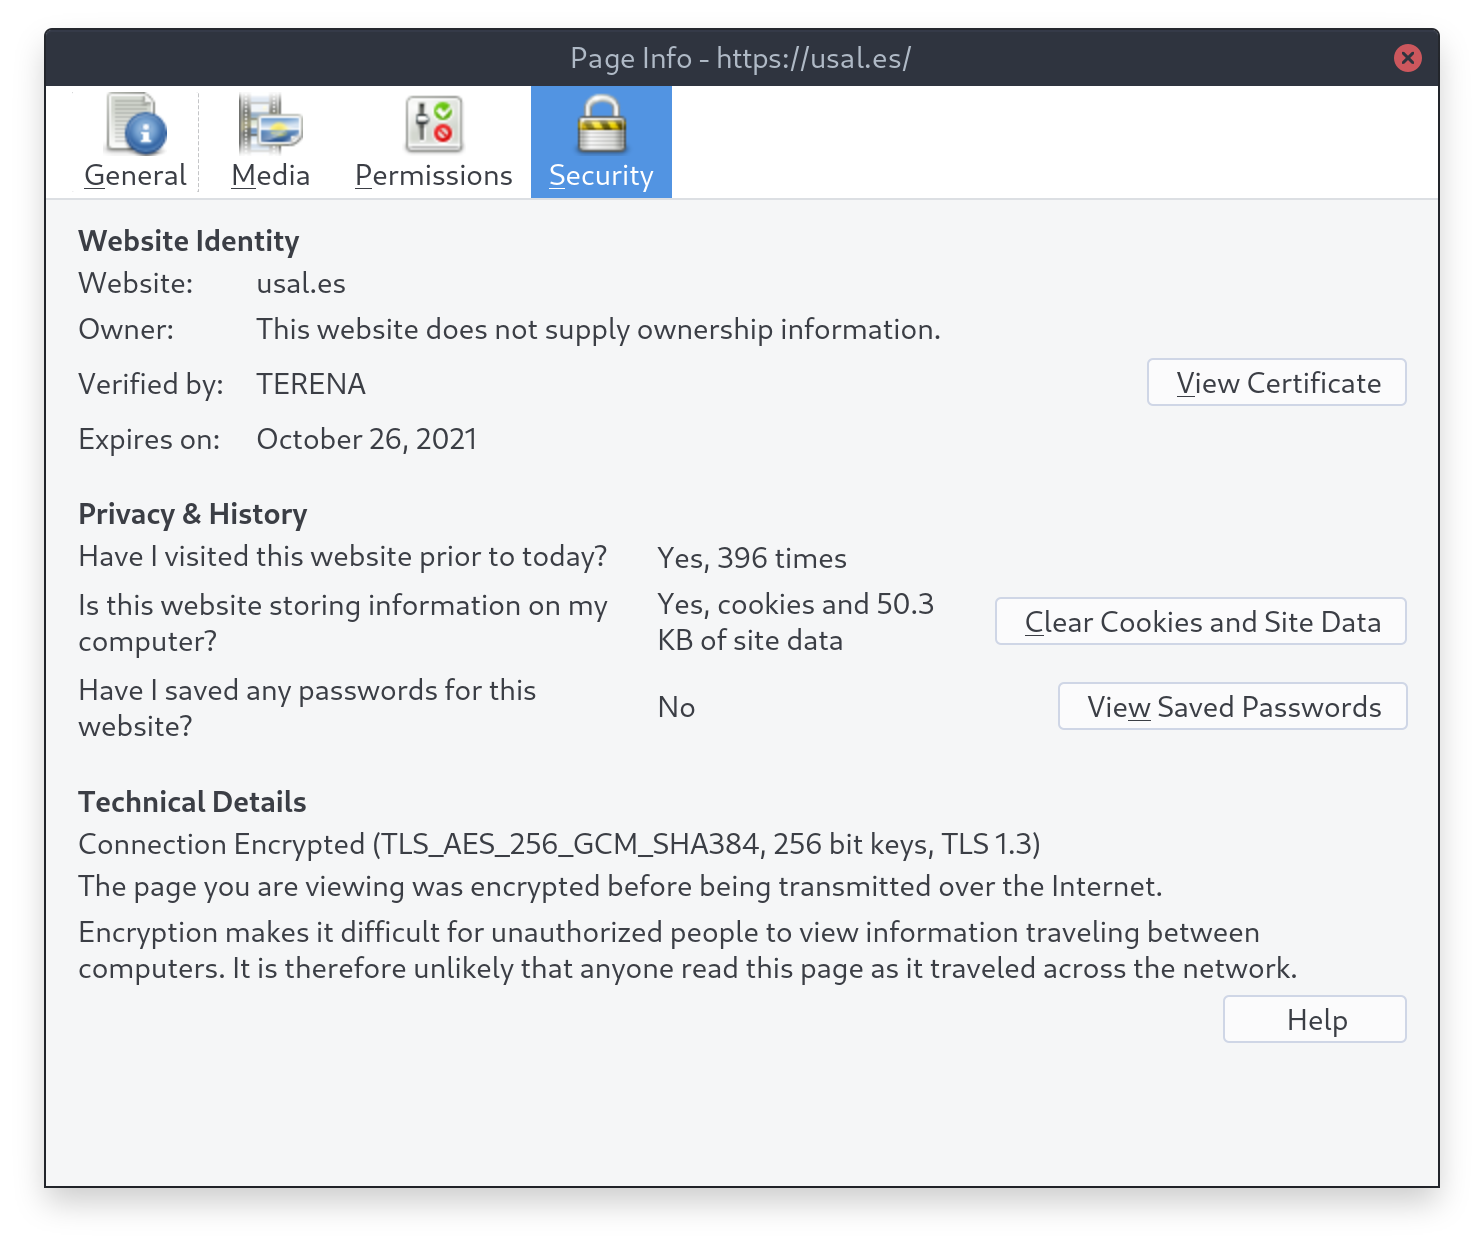 Page Info - https://usal.es/
General Media Permissions Security
Website Identity
Website: usal.es
Owner: This website does not supply ownership information.
Verified by: TERENA View Certificate
Expires on: October 26, 2021
Privacy & History
Have I visited this website prior to today? Yes, 396 times
Is this website storing information on my
computer?
Yes, cookies and 50.3
KB of site data
Clear Cookies and Site Data
Have I saved any passwords for this
website?
No
View Saved Passwords
Technical Details
Connection Encrypted (TLS_AES_256_GCM_SHA384, 256 bit keys, TLS 1.3)
The page you are viewing was encrypted before being transmitted over the Internet.
Encryption makes it difficult for unauthorized people to view information traveling between
computers. It is therefore unlikely that anyone read this page as it traveled across the network.
Help